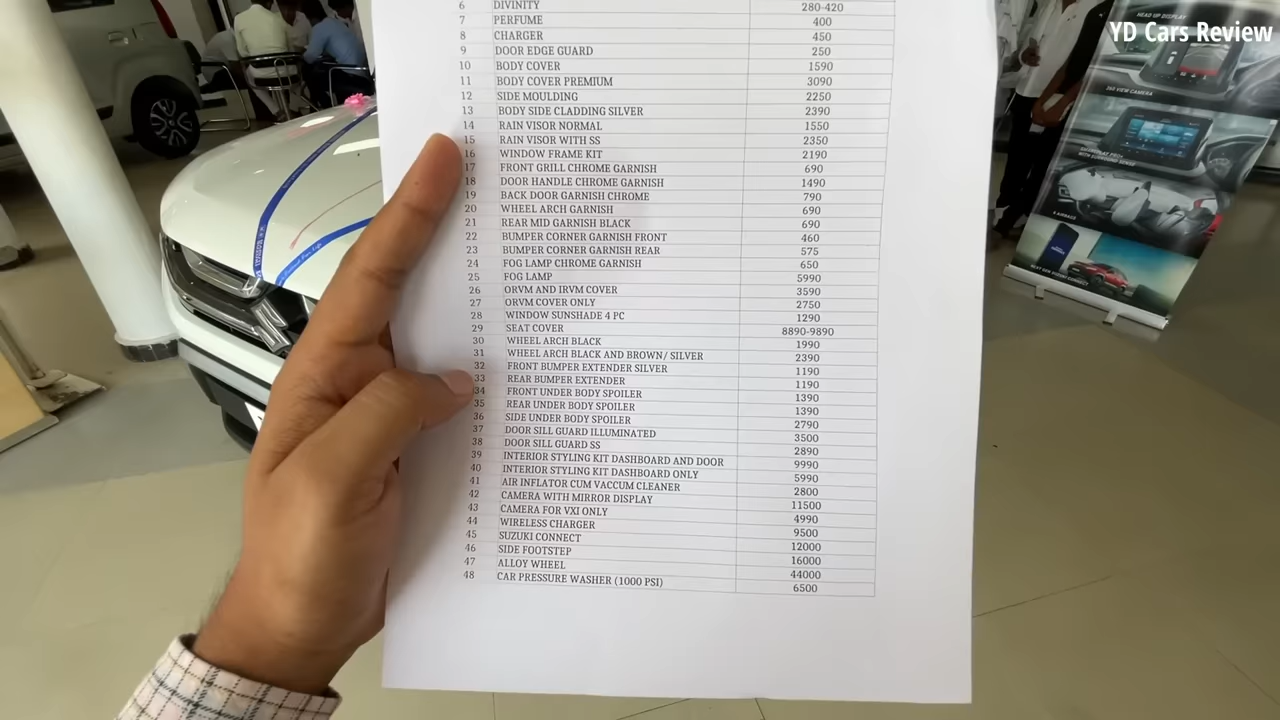 YD Cars Review
HEAD UP DISPLAY
360 VIEW CAMERA
WITH SURROUND SENSE
6 AIRBAGS
6 DIVINITY 280-420
7 PERFUME 400
8 CHARGER 450
9 DOOR EDGE GUARD 250
10 BODY COVER 1590
11 BODY COVER PREMIUM 3090
12 SIDE MOULDING 2250
13 BODY SIDE CLADDING SILVER 2390
14 RAIN VISOR NORMAL 1550
15 RAIN VISOR WITH SS 2350
16 WINDOW FRAME KIT 2190
17 FRONT GRILL CHROME GARNISH 690
18 DOOR HANDLE CHROME GARNISH 1490
19 BACK DOOR GARNISH CHROME 790
20 WHEEL ARCH GARNISH 690
21 REAR MID GARNISH BLACK 690
22 BUMPER CORNER GARNISH FRONT 460
23 BUMPER CORNER GARNISH REAR 575
24 FOG LAMP CHROME GARNISH 650
25 FOG LAMP 5990
26 ORVM AND IRVM COVER 3590
27 ORVM COVER ONLY 2750
28 WINDOW SUNSHADE 4 PC 1290
29 SEAT COVER 8890-9890
30 WHEEL ARCH BLACK 1990
31 WHEEL ARCH BLACK AND BROWN/ SILVER 2390
32 FRONT BUMPER EXTENDER SILVER 1190
33 REAR BUMPER EXTENDER 1190
34 FRONT UNDER BODY SPOILER 1390
35 REAR UNDER BODY SPOILER 1390
36 SIDE UNDER BODY SPOILER 2790
37 DOOR SILL GUARD ILLUMINATED 3500
38 DOOR SILL GUARD SS 2890
39 INTERIOR STYLING KIT DASHBOARD AND DOOR 9990
40 INTERIOR STYLING KIT DASHBOARD ONLY 5990
41 AIR INFLATOR CUM VACCUM CLEANER 2800
42 CAMERA WITH MIRROR DISPLAY 11500
43 CAMERA FOR VXI ONLY 4990
44 WIRELESS CHARGER 9500
45 SUZUKI CONNECT 12000
46 SIDE FOOTSTEP 16000
47 ALLOY WHEEL 44000
48 CAR PRESSURE WASHER (1000 PSI) 6500